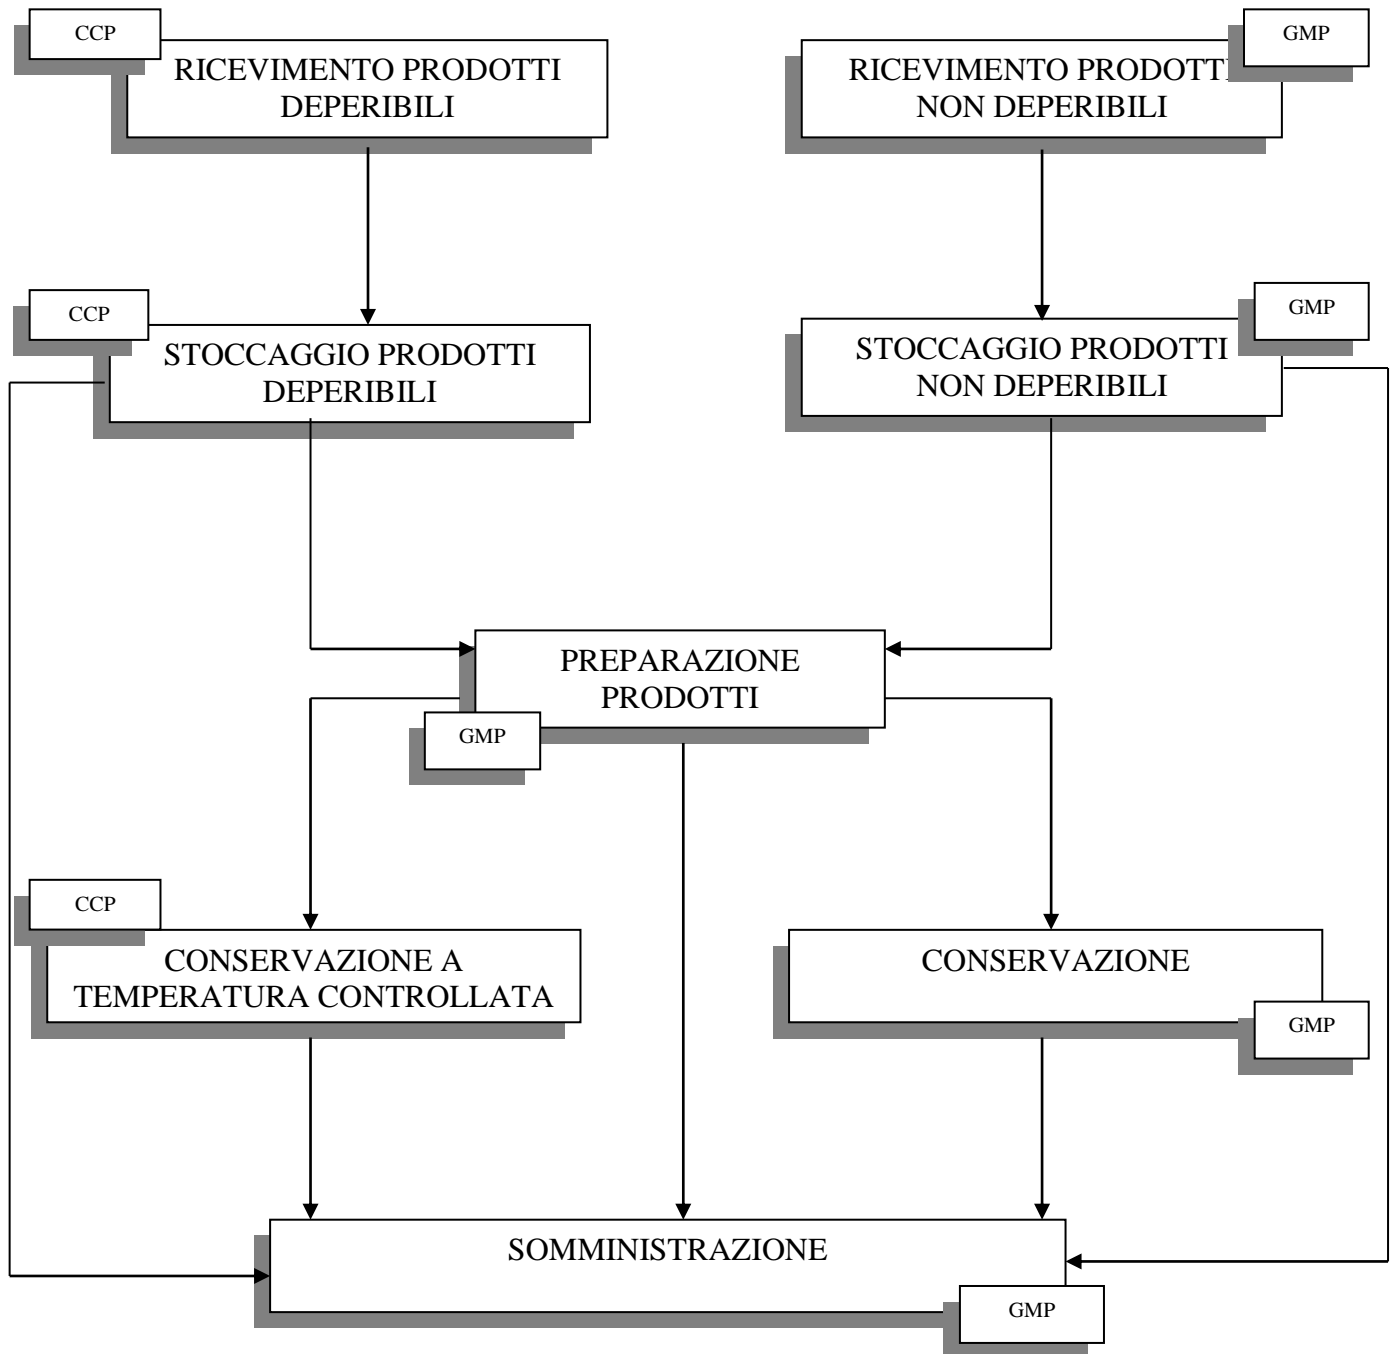 CCP
RICEVIMENTO PRODOTTI
DEPERIBILI
GMP
RICEVIMENTO PRODOTTI
NON DEPERIBILI
CCP
STOCCAGGIO PRODOTTI
DEPERIBILI
GMP
STOCCAGGIO PRODOTTI
NON DEPERIBILI
PREPARAZIONE
PRODOTTI
GMP
CCP
CONSERVAZIONE A
TEMPERATURA CONTROLLATA
CONSERVAZIONE
GMP
SOMMINISTRAZIONE
GMP